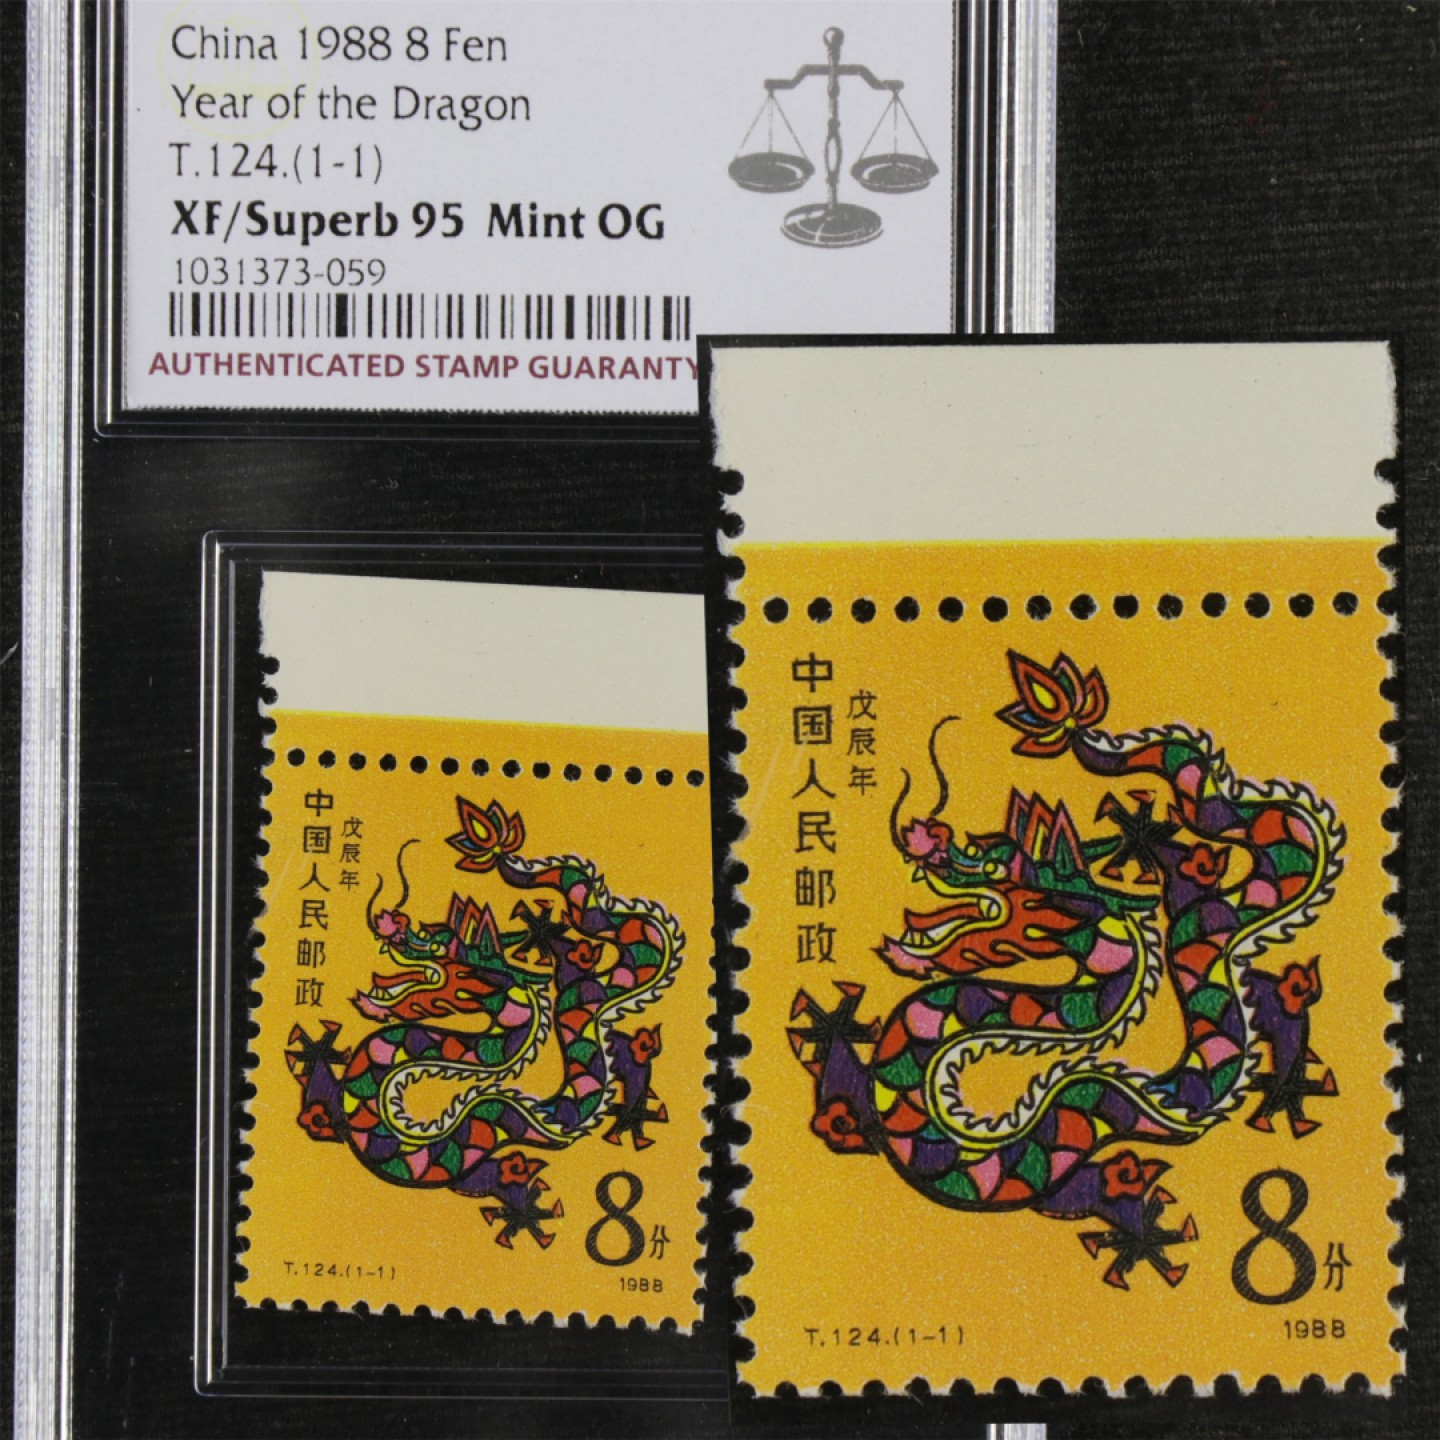 China 1988 8 Fen
Year of the Dragon
T.124.(1-1)
XF/Superb 95 Mint OG
1031373-059
AUTHENTICATED STAMP GUARANTY
中国人民邮政
戊辰年
8分
T.124.(1-1)
1988
中国人民邮政
戊辰年
8分
T.124.(1-1)
1988